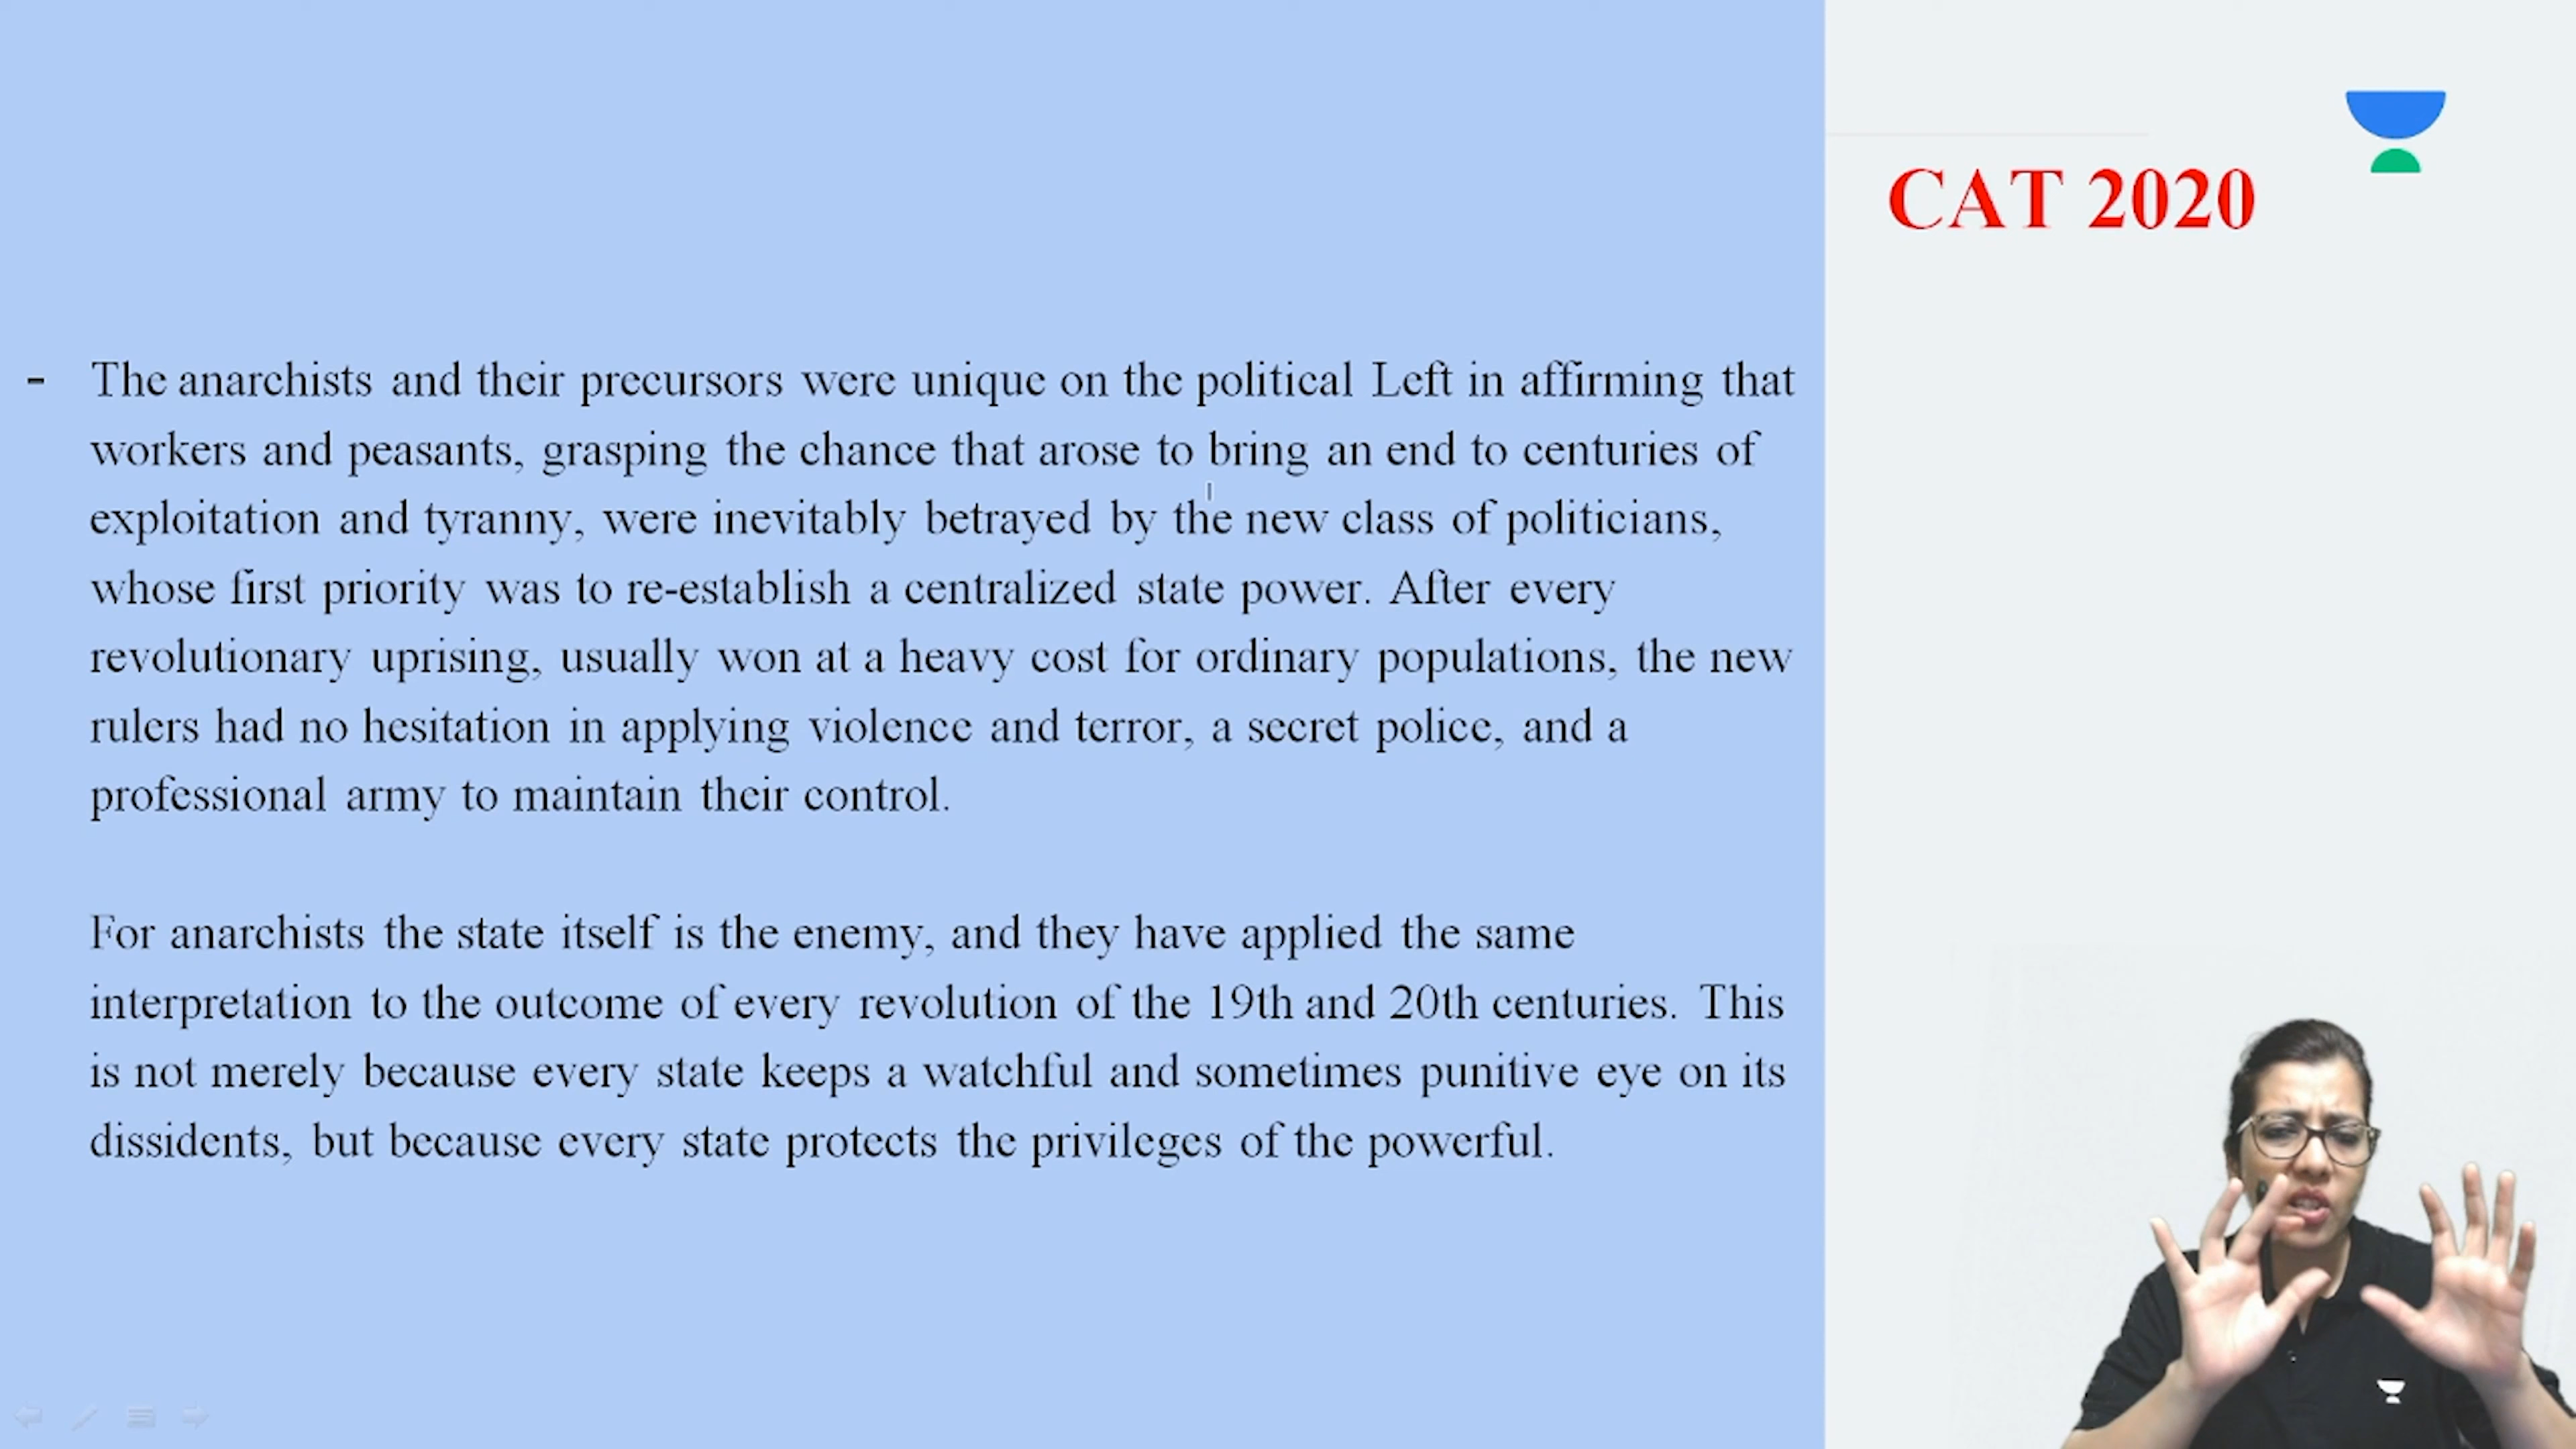 CAT 2020
- The anarchists and their precursors were unique on the political Left in affirming that
workers and peasants, grasping the chance that arose to bring an end to centuries of
exploitation and tyranny, were inevitably betrayed by the new class of politicians,
whose first priority was to re-establish a centralized state power. After every
revolutionary uprising, usually won at a heavy cost for ordinary populations, the new
rulers had no hesitation in applying violence and terror, a secret police, and a
professional army to maintain their control.
For anarchists the state itself is the enemy, and they have applied the same
interpretation to the outcome of every revolution of the 19th and 20th centuries. This
is not merely because every state keeps a watchful and sometimes punitive eye on its
dissidents, but because every state protects the privileges of the powerful.